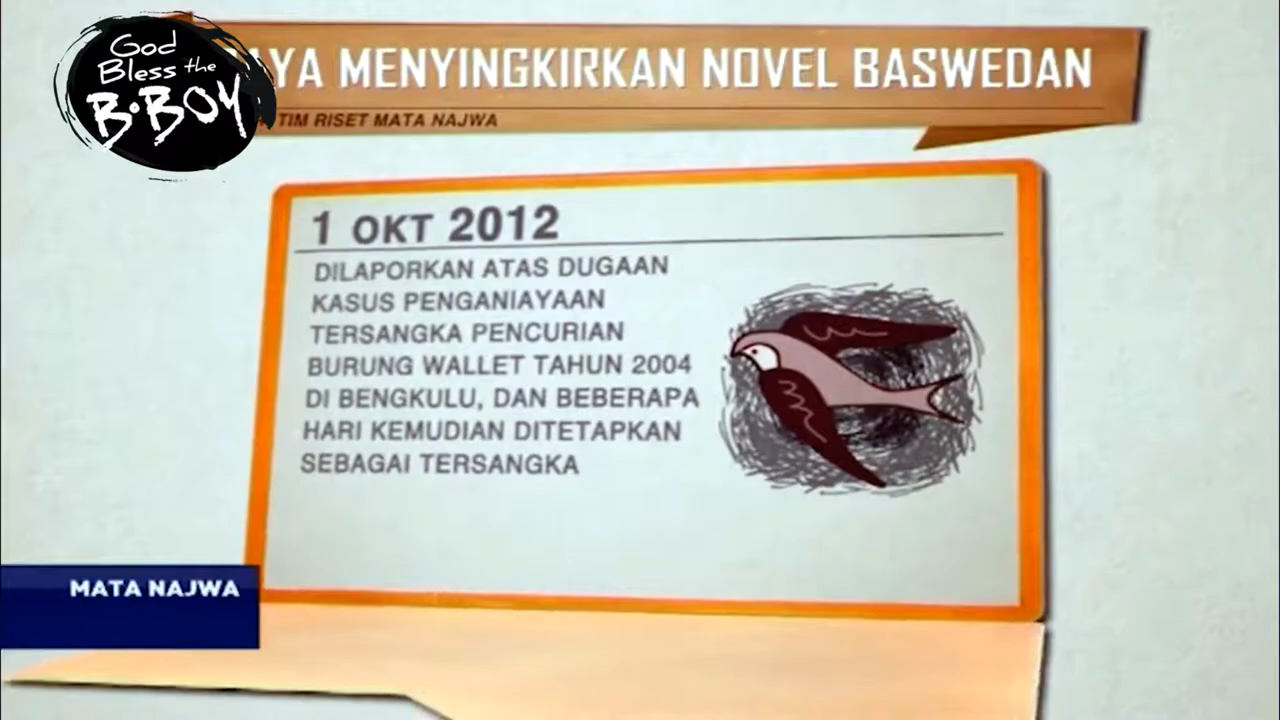 God
Bless the
B•BOY
YA MENYINGKIRKAN NOVEL BASWEDAN
TIM RISET MATA NAJWA
1 OKT 2012
DILAPORKAN ATAS DUGAAN
KASUS PENGANIAYAAN
TERSANGKA PENCURIAN
BURUNG WALLET TAHUN 2004
DI BENGKULU, DAN BEBERAPA
HARI KEMUDIAN DITETAPKAN
SEBAGAI TERSANGKA
MATA NAJWA